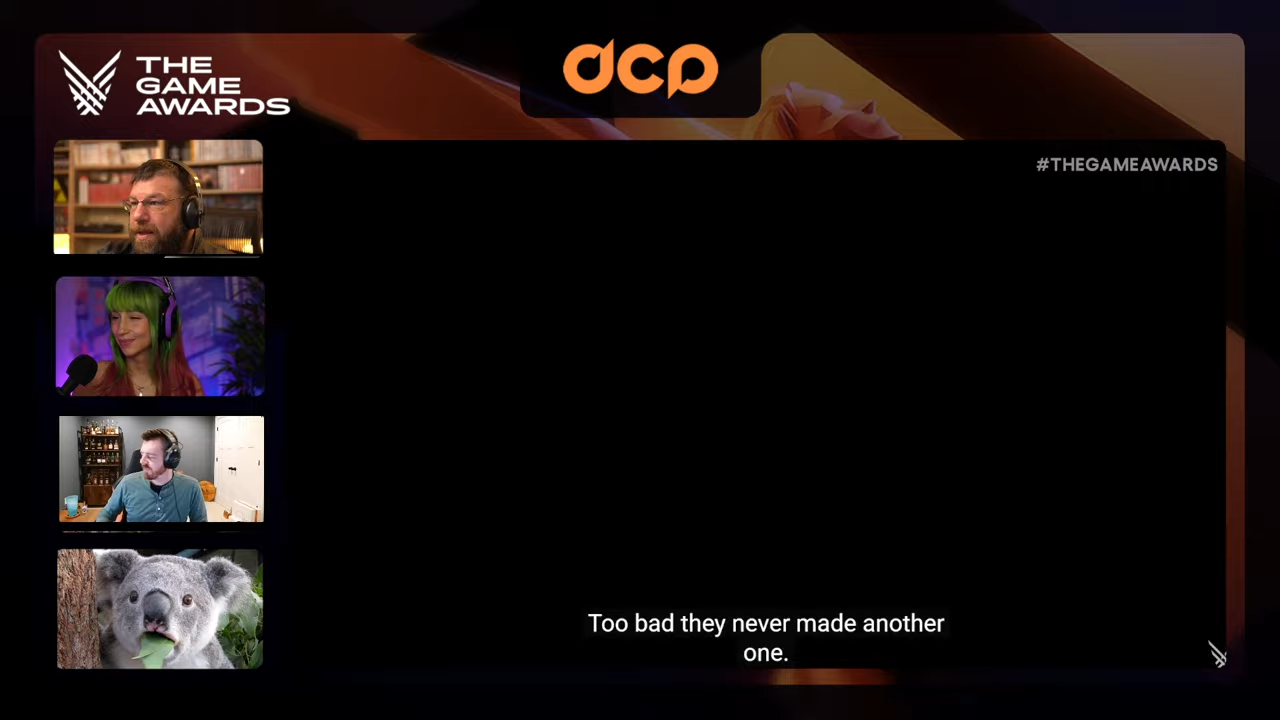 THE
GAME
AWARDS
dcp
#THEGAMEAWARDS
Too bad they never made another
one.